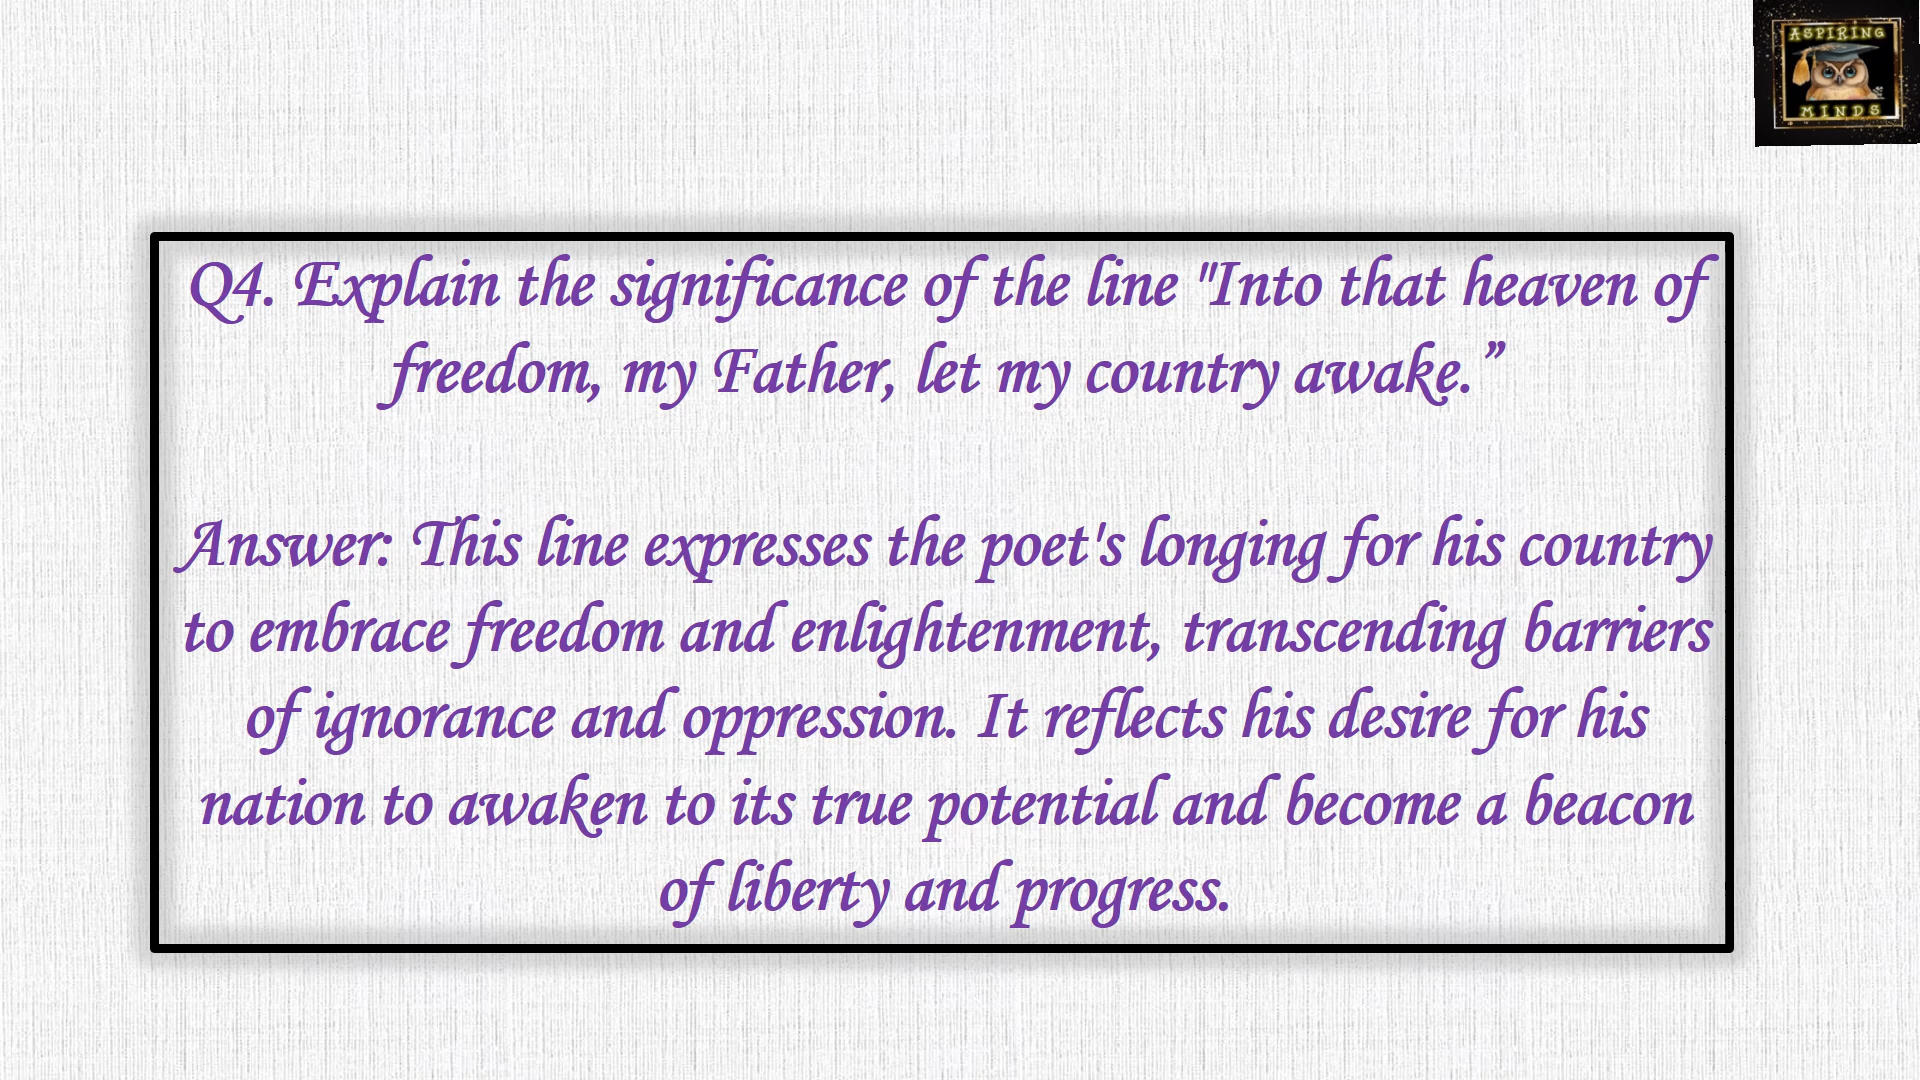 ASPIRING
MINDS
Q4. Explain the significance of the line "Into that heaven of
freedom, my Father, let my country awake.”
Answer: This line expresses the poet's longing for his country
to embrace freedom and enlightenment, transcending barriers
of ignorance and oppression. It reflects his desire for his
nation to awaken to its true potential and become a beacon
of liberty and progress.